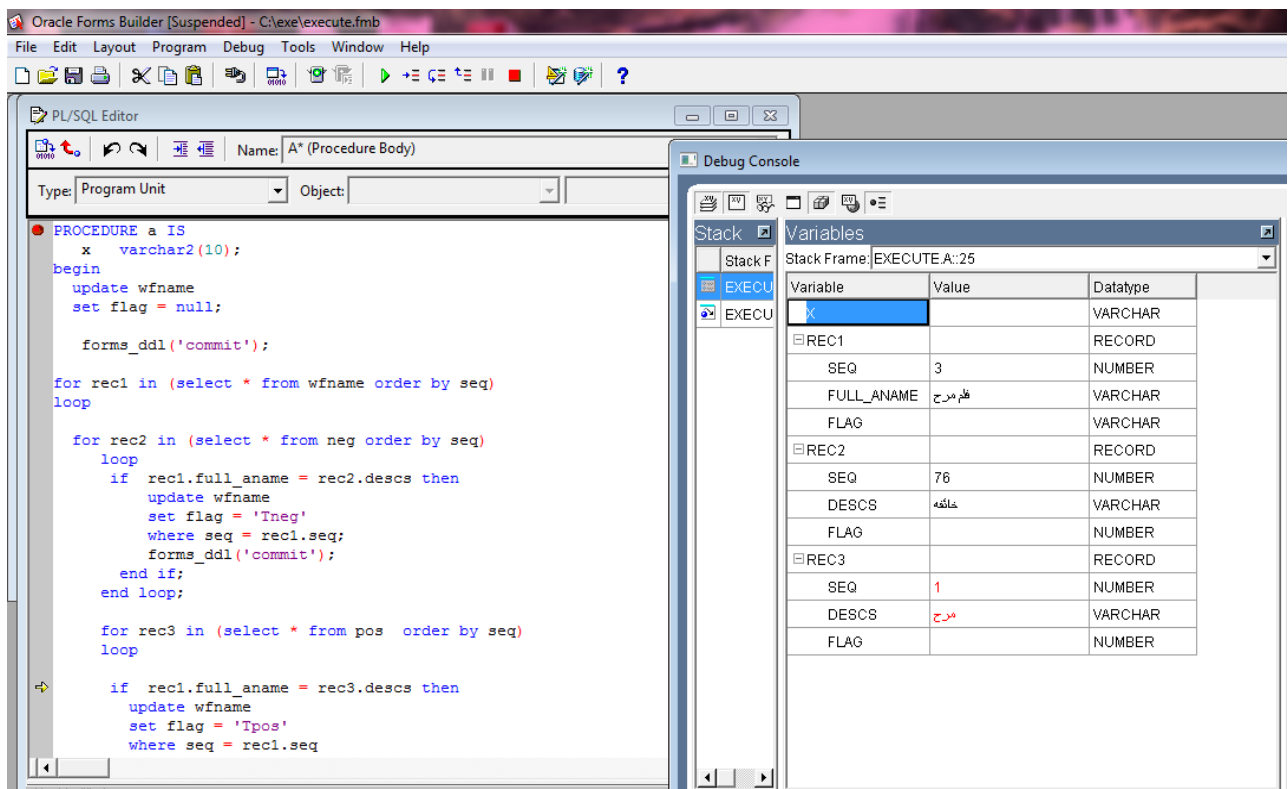 Oracle Forms Builder [Suspended] - C:\exe\execute.fmb
File Edit Layout Program Debug Tools Window Help
PL/SQL Editor
Name: A* (Procedure Body)
Type: Program Unit Object:
PROCEDURE a IS
x varchar2(10);
begin
update wfname
set flag = null;
forms_ddl('commit');
for rec1 in (select * from wfname order by seq)
loop
for rec2 in (select * from neg order by seq)
loop
if rec1.full_aname = rec2.descs then
update wfname
set flag = 'Tneg'
where seq = rec1.seq;
forms_ddl('commit');
end if;
end loop;
for rec3 in (select * from pos order by seq)
loop
if rec1.full_aname = rec3.descs then
update wfname
set flag = 'Tpos'
where seq = rec1.seq
Debug Console
Stack
Stack F
EXECU
EXECU
Variables
Stack Frame: EXECUTE.A::25
Variable Value Datatype
X VARCHAR
REC1 RECORD
SEQ 3 NUMBER
FULL_ANAME فلم مرح VARCHAR
FLAG VARCHAR
REC2 RECORD
SEQ 76 NUMBER
DESCS خائفه VARCHAR
FLAG NUMBER
REC3 RECORD
SEQ 1 NUMBER
DESCS مرح VARCHAR
FLAG NUMBER